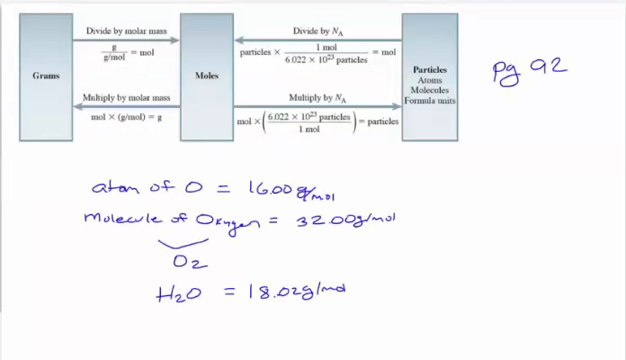 Divide by molar mass
g
g/mol = mol
Multiply by molar mass
mol × (g/mol) = g
Grams
Moles
Divide by NA
particles × 1 mol
6.022 × 10²³ particles = mol
Multiply by NA
mol × (6.022 × 10²³ particles
1 mol) = particles
Particles
Atoms
Molecules
Formula units
pg 92
atom of O = 16.00 g/mol
Molecule of Oxygen = 32.00g/mol
O2
H2O = 18.02g/mol